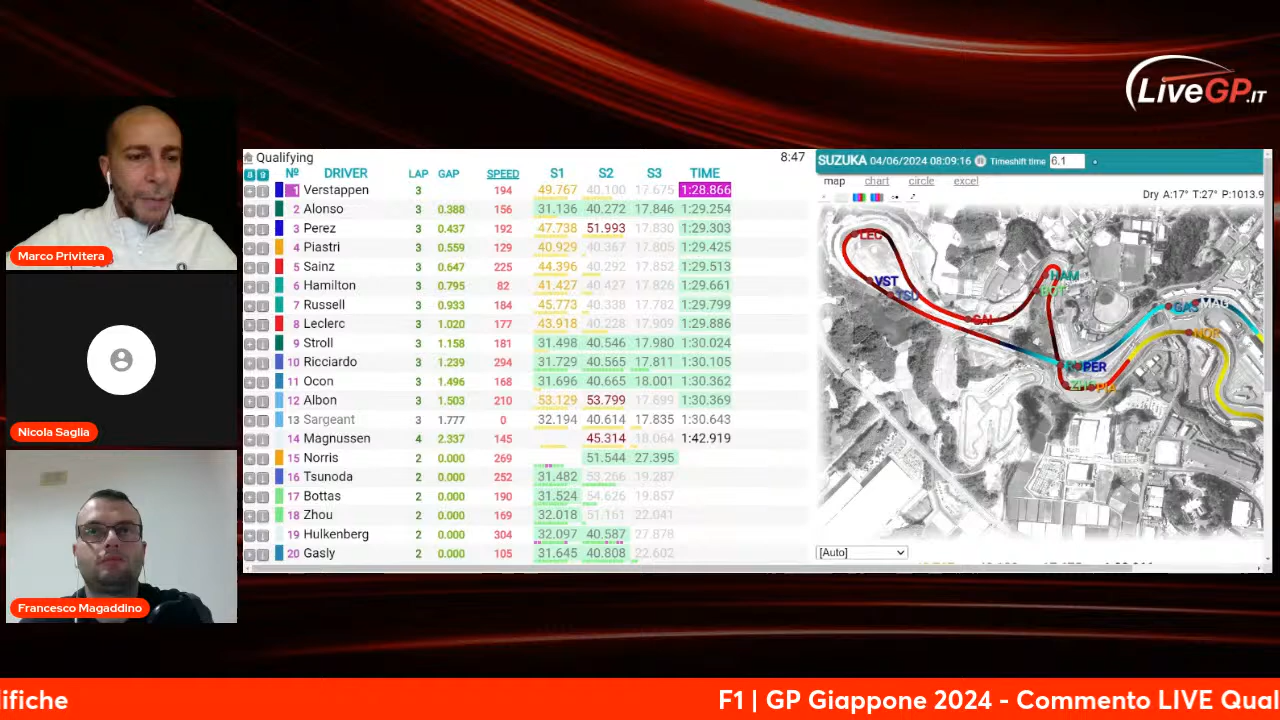 LiveGP.IT
Marco Privitera
Nicola Saglia
Francesco Magaddino
Qualifying 8:47
Nº DRIVER LAP GAP SPEED S1 S2 S3 TIME
1 Verstappen 3 194 49.767 40.100 17.675 1:28.866
2 Alonso 3 0.388 156 31.136 40.272 17.846 1:29.254
3 Perez 3 0.437 192 47.738 51.993 17.830 1:29.303
4 Piastri 3 0.559 129 40.929 40.367 17.805 1:29.425
5 Sainz 3 0.647 225 44.396 40.292 17.852 1:29.513
6 Hamilton 3 0.795 82 41.427 40.427 17.826 1:29.661
7 Russell 3 0.933 184 45.773 40.338 17.782 1:29.799
8 Leclerc 3 1.020 177 43.918 40.228 17.909 1:29.886
9 Stroll 3 1.158 181 31.498 40.546 17.980 1:30.024
10 Ricciardo 3 1.239 294 31.729 40.565 17.811 1:30.105
11 Ocon 3 1.496 168 31.696 40.665 18.001 1:30.362
12 Albon 3 1.503 210 53.129 53.799 17.699 1:30.369
13 Sargeant 3 1.777 0 32.194 40.614 17.835 1:30.643
14 Magnussen 4 2.337 145 45.314 18.064 1:42.919
15 Norris 2 0.000 269 51.544 27.395
16 Tsunoda 2 0.000 252 31.482 53.266 19.287
17 Bottas 2 0.000 190 31.524 54.626 19.857
18 Zhou 2 0.000 169 32.018 51.161 22.041
19 Hulkenberg 2 0.000 304 32.097 40.587 27.878
20 Gasly 2 0.000 105 31.645 40.808 22.602
SUZUKA 04/06/2024 08:09:16 Timeshift time 6.1
map chart circle excel
Dry A:17° T:27° P:1013.9
LEC
HAM
VST
BOT
TSU
GAS MAG
SAI
NOR
PER
ZHO PIA
[Auto]
lifiche
F1 | GP Giappone 2024 - Commento LIVE Qual